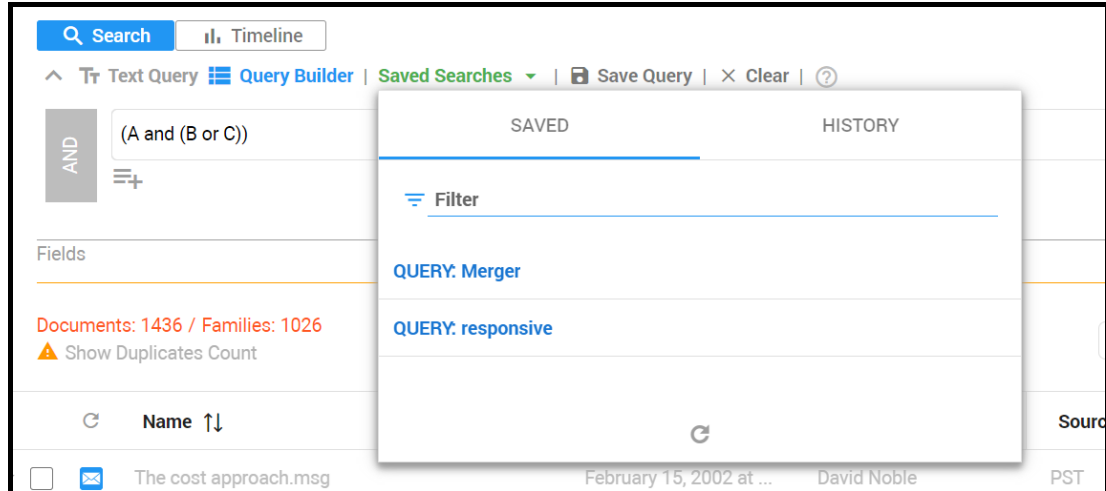 Search Timeline
Text Query Query Builder | Saved Searches | Save Query | Clear | ?
AND
(A and (B or C))
SAVED HISTORY
Filter
Fields
QUERY: Merger
QUERY: responsive
Documents: 1436 / Families: 1026
Show Duplicates Count
Name Sourc
The cost approach.msg February 15, 2002 at ... David Noble PST